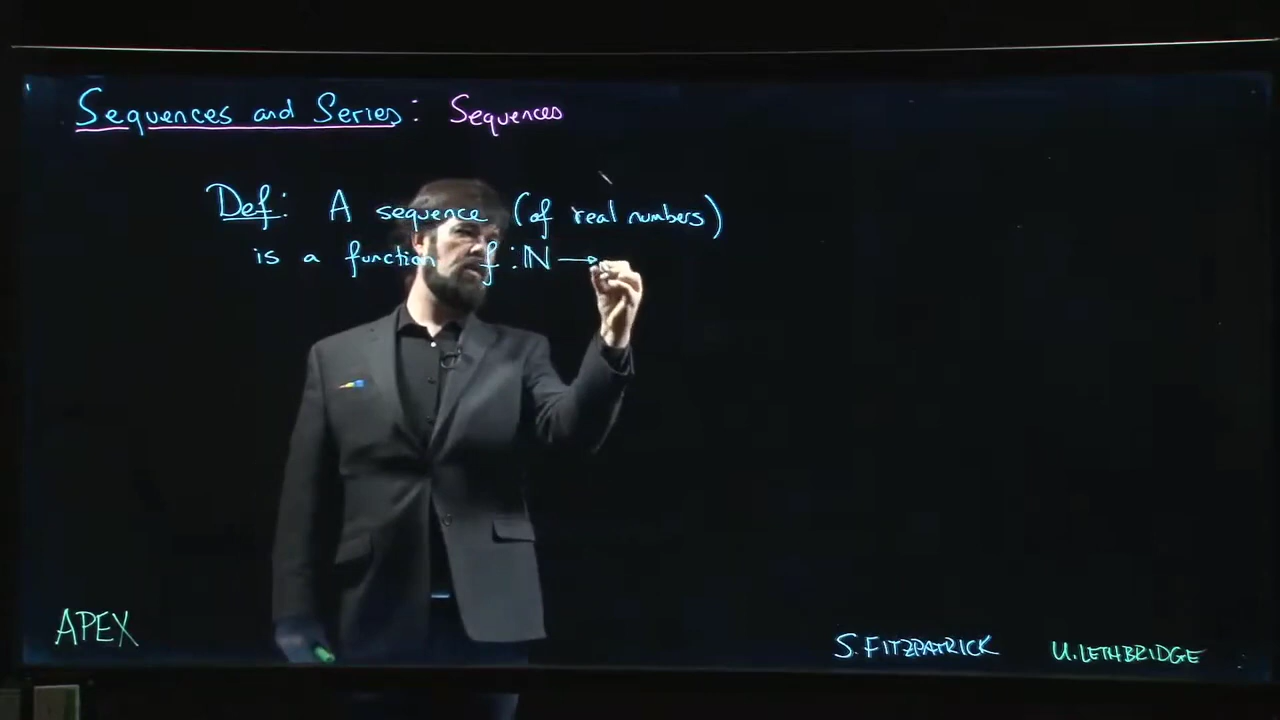 Sequences and Series: Sequences
Def: A sequence (of real numbers)
is a function f: ℕ →
APEX
S. FITZPATRICK
U. LETHBRIDGE